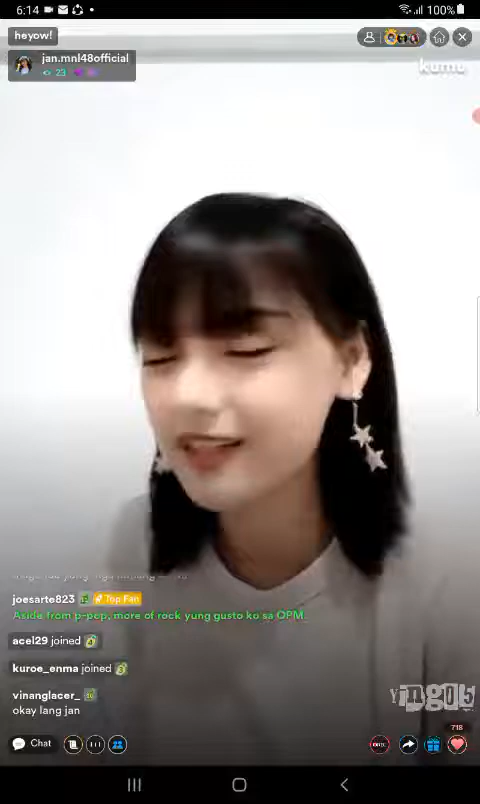 6:14
100%
heyow!
jan.mnl48official
23
kumu
joesarte823 Top Fan
Aside from p-pop, more of rock yung gusto ko sa OPM.
acel29 joined
kuroe_enma joined
vinanglacer_
okay lang jan
718
Chat